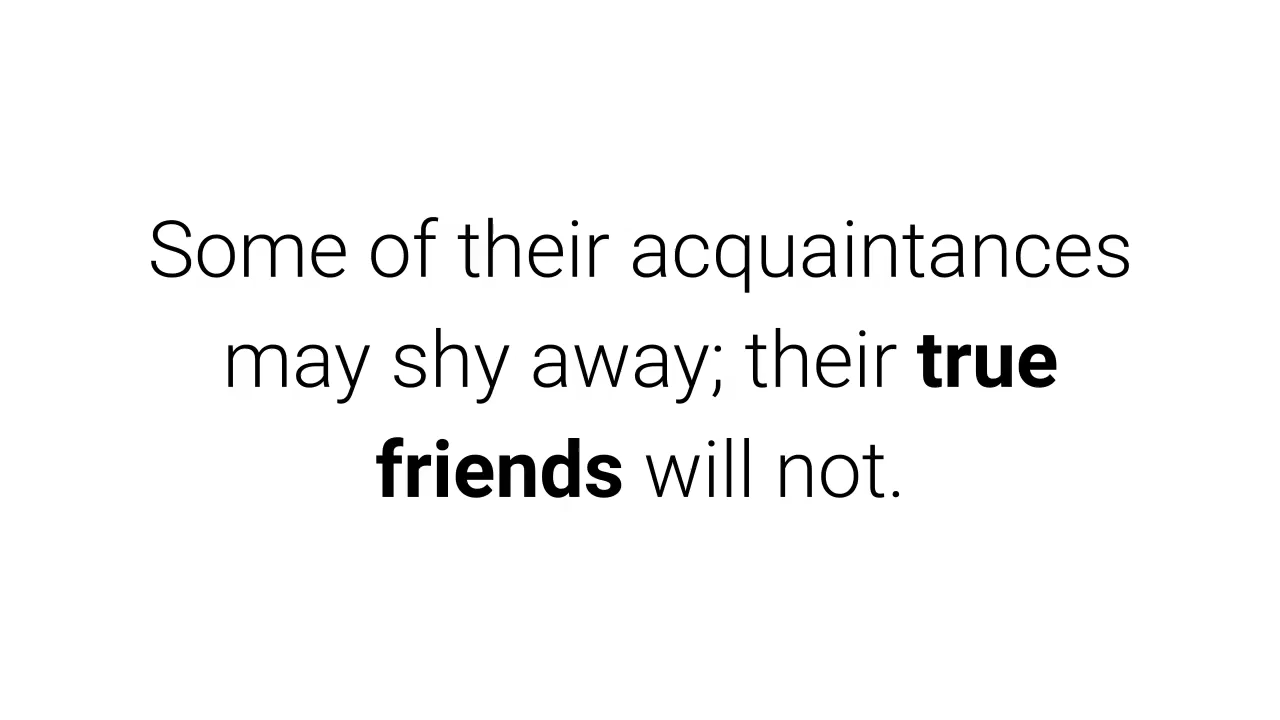 Some of their acquaintances
may shy away; their true
friends will not.